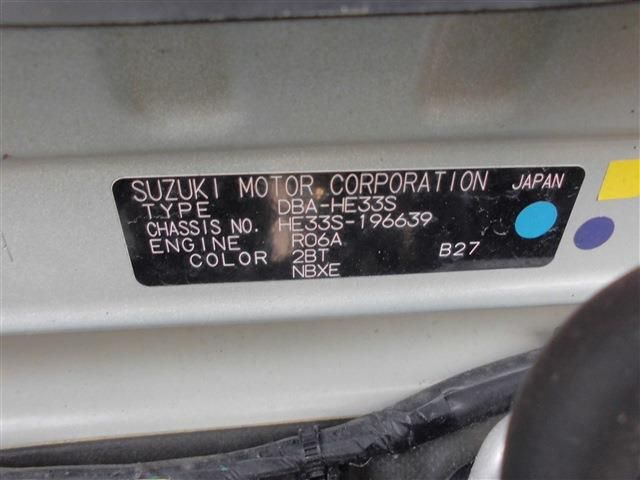 SUZUKI MOTOR CORPORATION JAPAN
TYPE DBA-HE33S
CHASSIS NO. HE33S-196639
ENGINE R06A
COLOR 2BT B27
NBXE